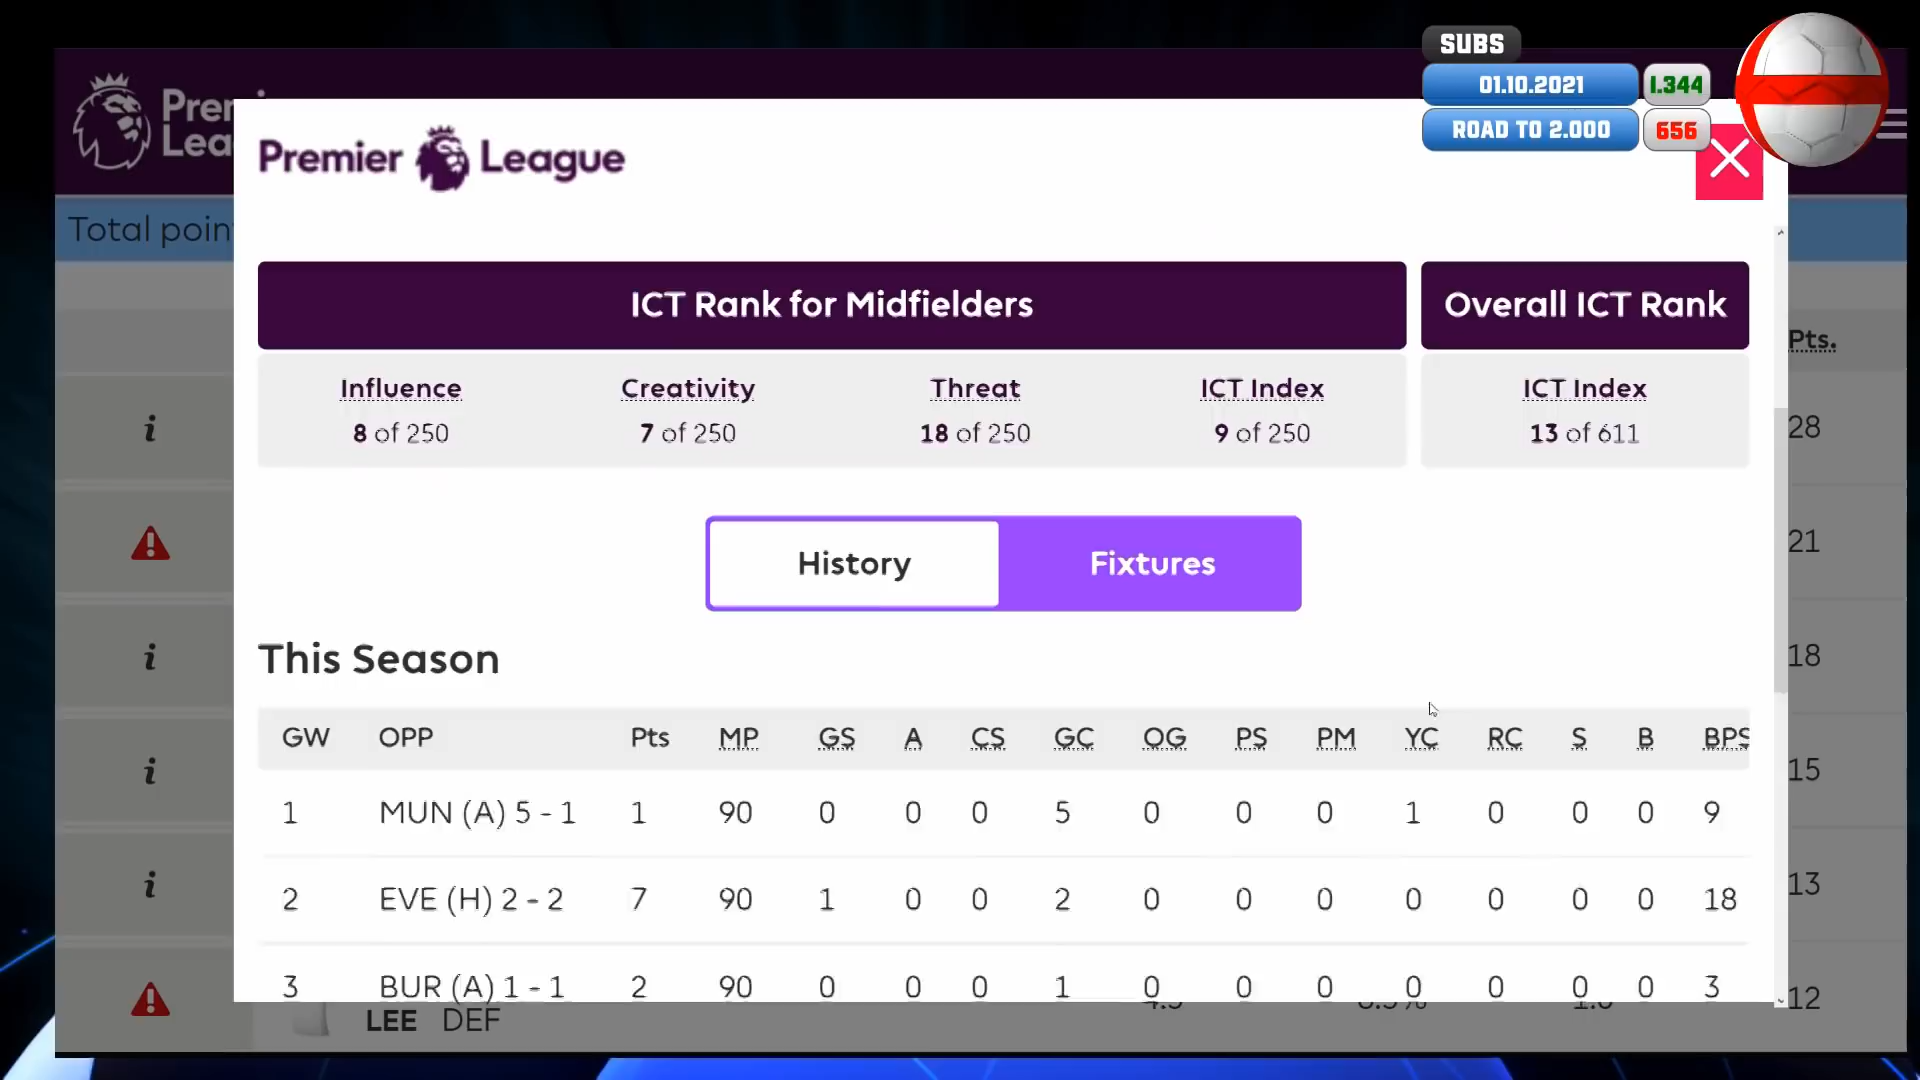 SUBS
01.10.2021 1.344
ROAD TO 2.000 656
Premier League
Total poin
ICT Rank for Midfielders Overall ICT Rank
Pts.
Influence Creativity Threat ICT Index ICT Index
8 of 250 7 of 250 18 of 250 9 of 250 13 of 611
28
21
History Fixtures
This Season
18
GW OPP Pts MP GS A CS GC OG PS PM YC RC S B BPS
15
1 MUN (A) 5 - 1 1 90 0 0 0 5 0 0 0 1 0 0 0 9
13
2 EVE (H) 2 - 2 7 90 1 0 0 2 0 0 0 0 0 0 0 18
3 BUR (A) 1 - 1 2 90 0 0 0 1 0 0 0 0 0 0 0 3
12
LEE DEF